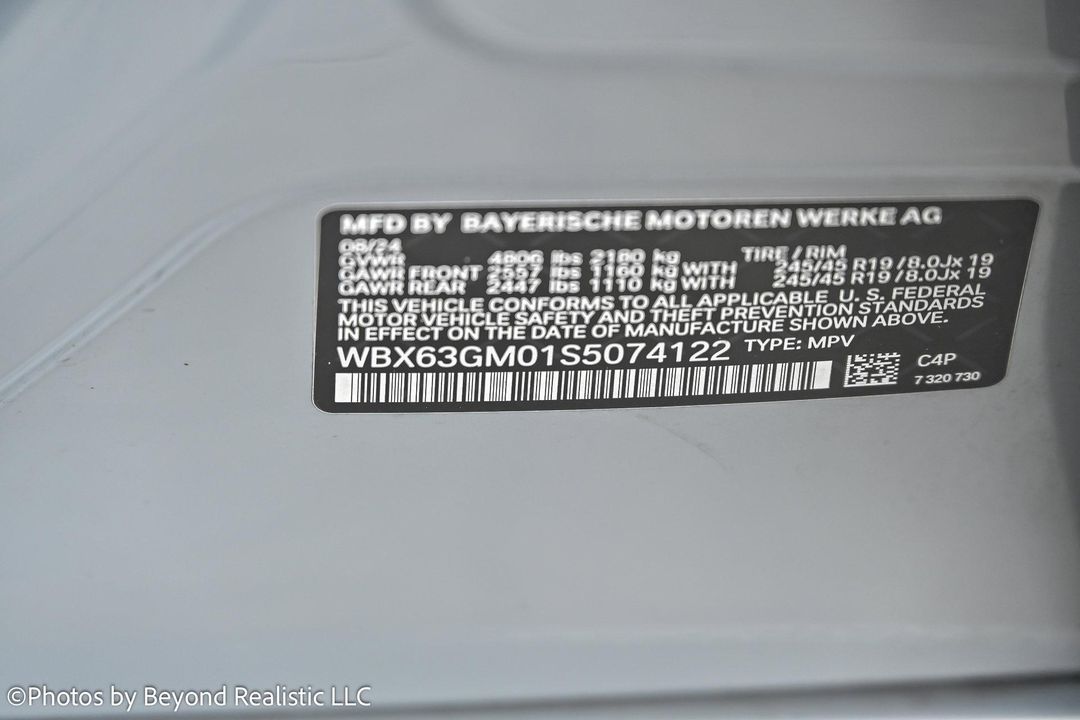 MFD BY BAYERISCHE MOTOREN WERKE AG
08/24
GVWR 4806 lbs 2180 kg TIRE / RIM
GAWR FRONT 2557 lbs 1160 kg WITH 245/45 R19 / 8.0Jx 19
GAWR REAR 2447 lbs 1110 kg WITH 245/45 R19 / 8.0Jx 19
THIS VEHICLE CONFORMS TO ALL APPLICABLE U. S. FEDERAL
MOTOR VEHICLE SAFETY AND THEFT PREVENTION STANDARDS
IN EFFECT ON THE DATE OF MANUFACTURE SHOWN ABOVE.
WBX63GM01S5074122 TYPE: MPV
C4P
7 320 730
©Photos by Beyond Realistic LLC